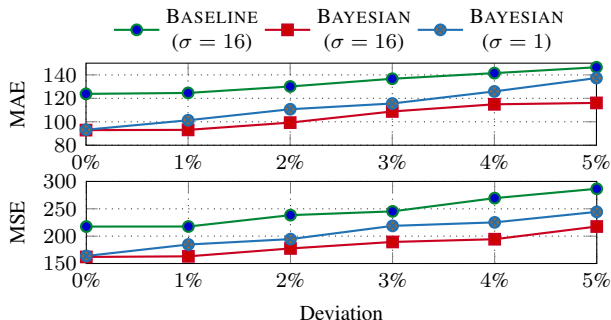 BASELINE (σ = 16)
BAYESIAN (σ = 16)
BAYESIAN (σ = 1)
MAE
140
120
100
80
0% 1% 2% 3% 4% 5%
MSE
300
250
200
150
0% 1% 2% 3% 4% 5%
Deviation